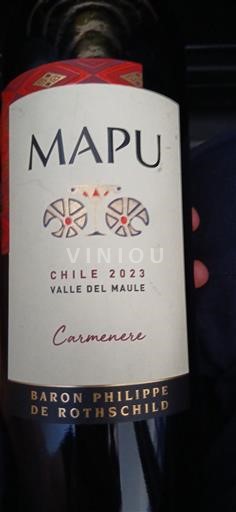 MAPU
VINIOU
CHILE 2023
VALLE DEL MAULE
Carmenere
BARON PHILIPPE
DE ROTHSCHILD